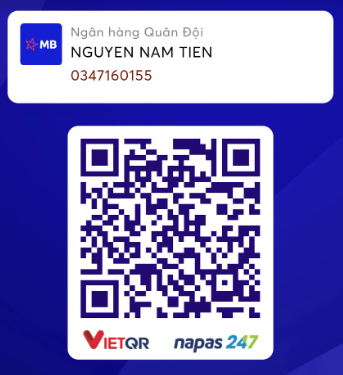 Ngân hàng Quân Đội
MB
NGUYEN NAM TIEN
0347160155
VIETQR
napas 247